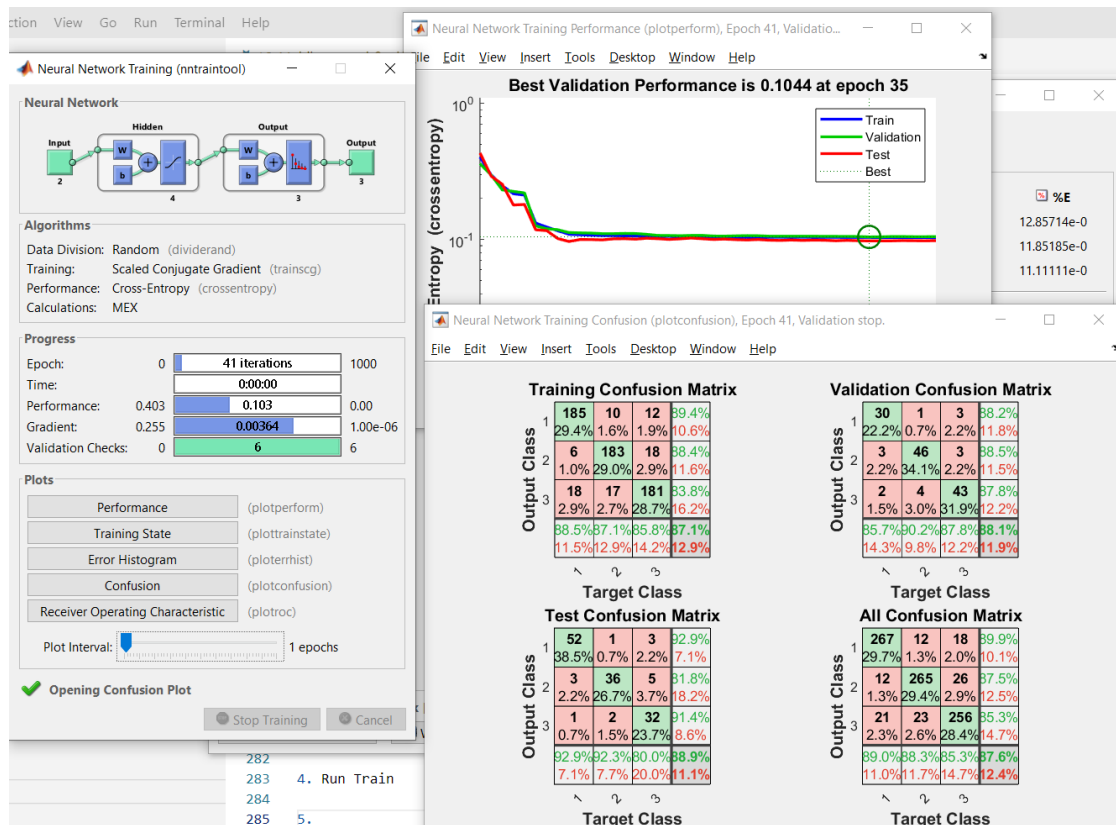 ction View Go Run Terminal Help
Neural Network Training Performance (plotperform), Epoch 41, Validatio...
ile Edit View Insert Tools Desktop Window Help
Best Validation Performance is 0.1044 at epoch 35
Entropy (crossentropy)
10^0
10^-1
Train
Validation
Test
Best
%E
12.85714e-0
11.85185e-0
11.11111e-0
Neural Network Training (nntraintool)
Neural Network
Hidden
Output
Input
W
b
W
b
Output
2
4
3
3
Algorithms
Data Division: Random (dividerand)
Training: Scaled Conjugate Gradient (trainscg)
Performance: Cross-Entropy (crossentropy)
Calculations: MEX
Progress
Epoch: 0 41 iterations 1000
Time: 0:00:00
Performance: 0.403 0.103 0.00
Gradient: 0.255 0.00364 1.00e-06
Validation Checks: 0 6 6
Plots
Performance (plotperform)
Training State (plottrainstate)
Error Histogram (ploterrhist)
Confusion (plotconfusion)
Receiver Operating Characteristic (plotroc)
Plot Interval: 1 epochs
Opening Confusion Plot
Stop Training Cancel
282
283 4. Run Train
284
285 5.
Neural Network Training Confusion (plotconfusion), Epoch 41, Validation stop.
File Edit View Insert Tools Desktop Window Help
Training Confusion Matrix
Output Class
1 185 10 12 89.4%
29.4% 1.6% 1.9% 10.6%
2 6 183 18 88.4%
1.0% 29.0% 2.9% 11.6%
3 18 17 181 83.8%
2.9% 2.7% 28.7% 16.2%
88.5% 87.1% 85.8% 87.1%
11.5% 12.9% 14.2% 12.9%
1 2 3
Target Class
Validation Confusion Matrix
Output Class
1 30 1 3 88.2%
22.2% 0.7% 2.2% 11.8%
2 3 46 3 88.5%
2.2% 34.1% 2.2% 11.5%
3 2 4 43 87.8%
1.5% 3.0% 31.9% 12.2%
85.7% 90.2% 87.8% 88.1%
14.3% 9.8% 12.2% 11.9%
1 2 3
Target Class
Test Confusion Matrix
Output Class
1 52 1 3 92.9%
38.5% 0.7% 2.2% 7.1%
2 3 36 5 81.8%
2.2% 26.7% 3.7% 18.2%
3 1 2 32 91.4%
0.7% 1.5% 23.7% 8.6%
92.9% 92.3% 80.0% 88.9%
7.1% 7.7% 20.0% 11.1%
1 2 3
Target Class
All Confusion Matrix
Output Class
1 267 12 18 89.9%
29.7% 1.3% 2.0% 10.1%
2 12 265 26 87.5%
1.3% 29.4% 2.9% 12.5%
3 21 23 256 85.3%
2.3% 2.6% 28.4% 14.7%
89.0% 88.3% 85.3% 87.6%
11.0% 11.7% 14.7% 12.4%
1 2 3
Target Class